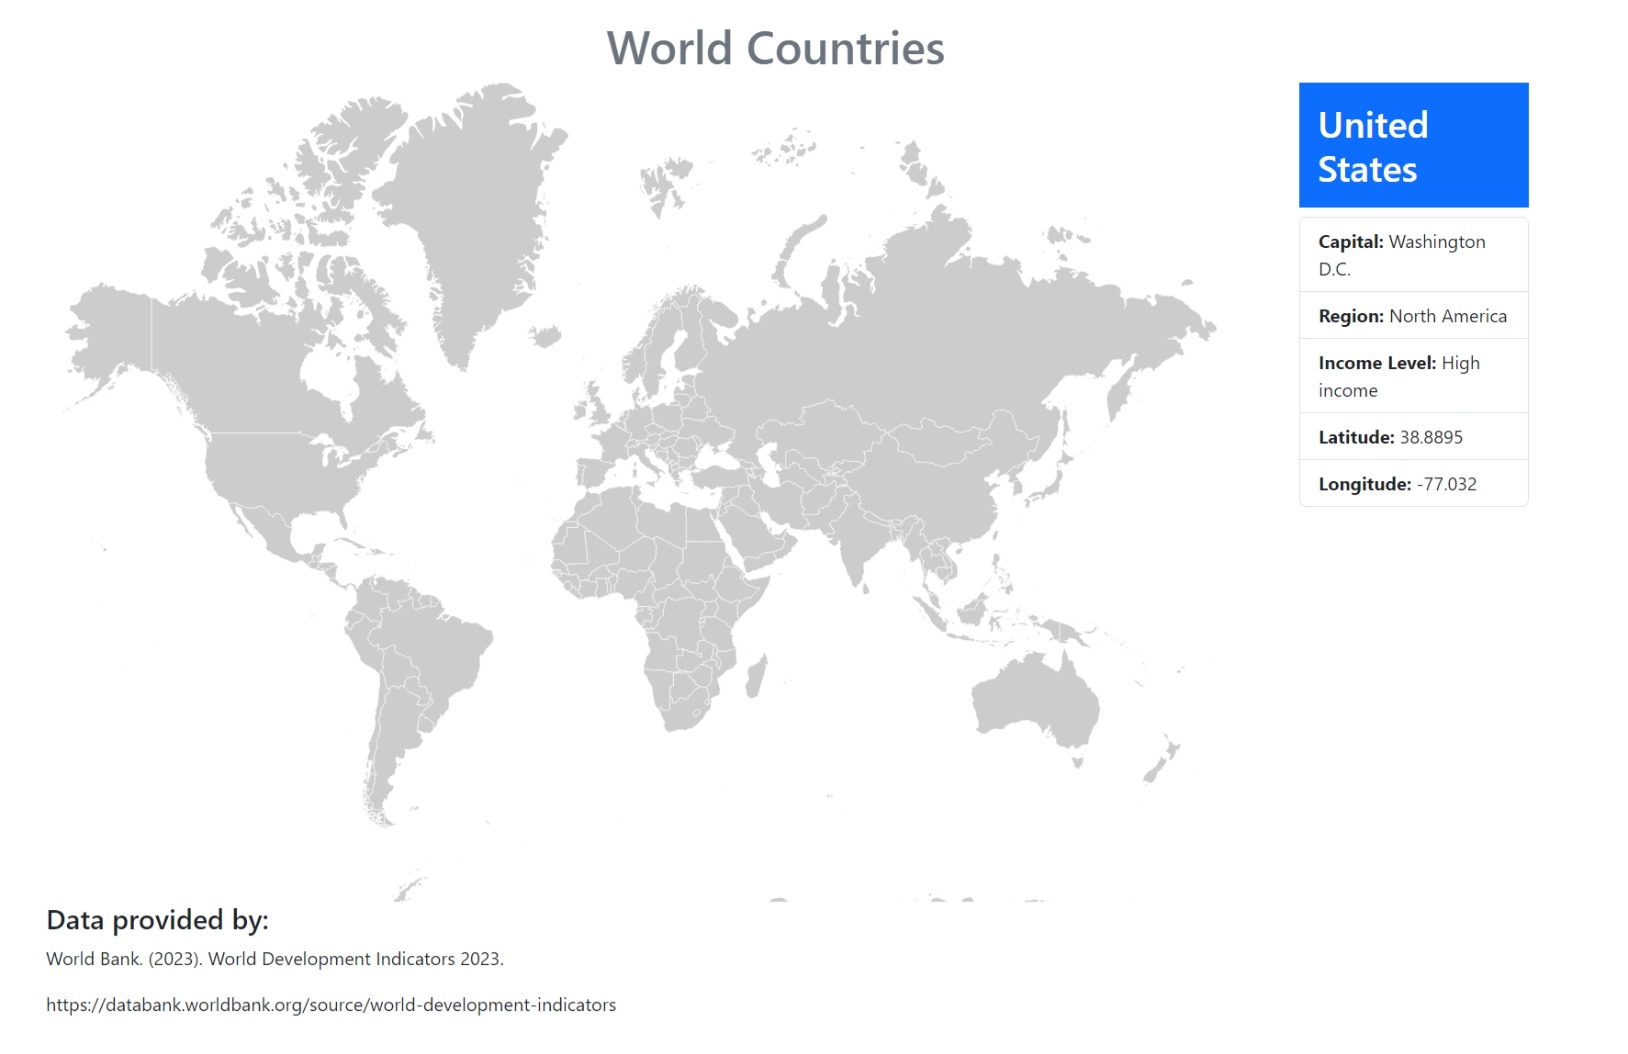 World Countries
United
States
Capital: Washington
D.C.
Region: North America
Income Level: High
income
Latitude: 38.8895
Longitude: -77.032
Data provided by:
World Bank. (2023). World Development Indicators 2023.
https://databank.worldbank.org/source/world-development-indicators